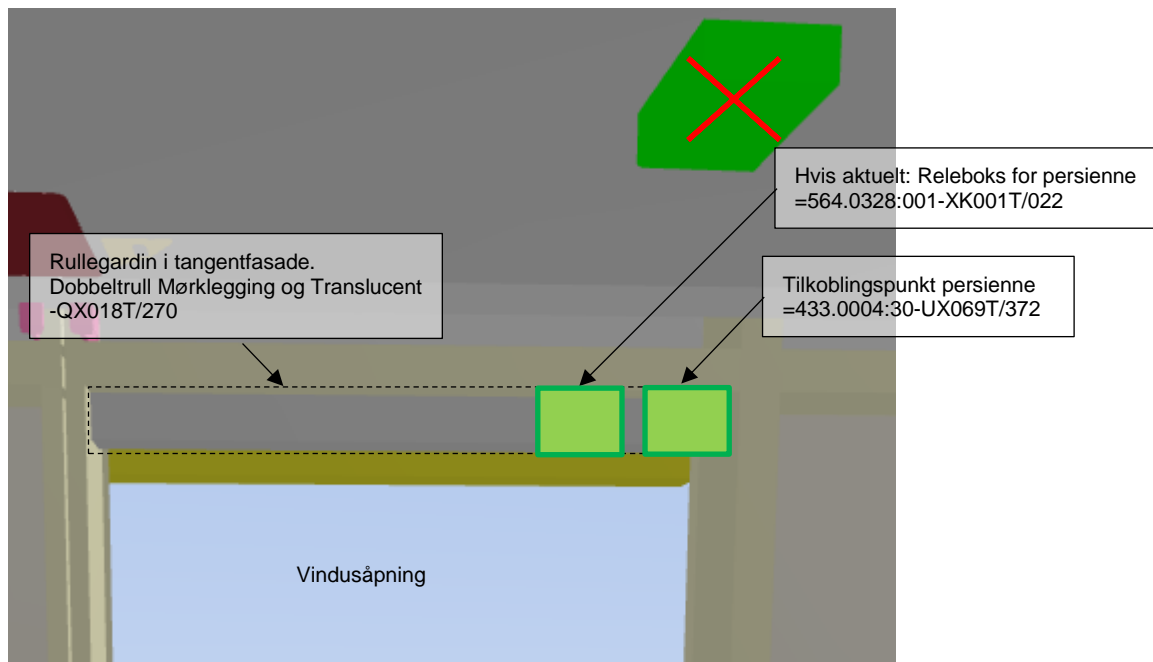 Hvis aktuelt: Releboks for persienne
=564.0328:001-XK001T/022
Rullegardin i tangentfasade.
Dobbeltrull Mørklegging og Translucent
-QX018T/270
Tilkoblingspunkt persienne
=433.0004:30-UX069T/372
Vindusåpning